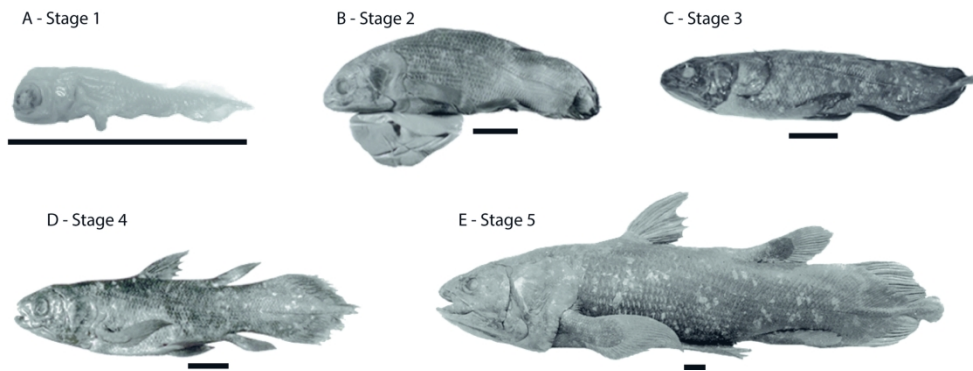 A - Stage 1
B - Stage 2
C - Stage 3
D - Stage 4
E - Stage 5